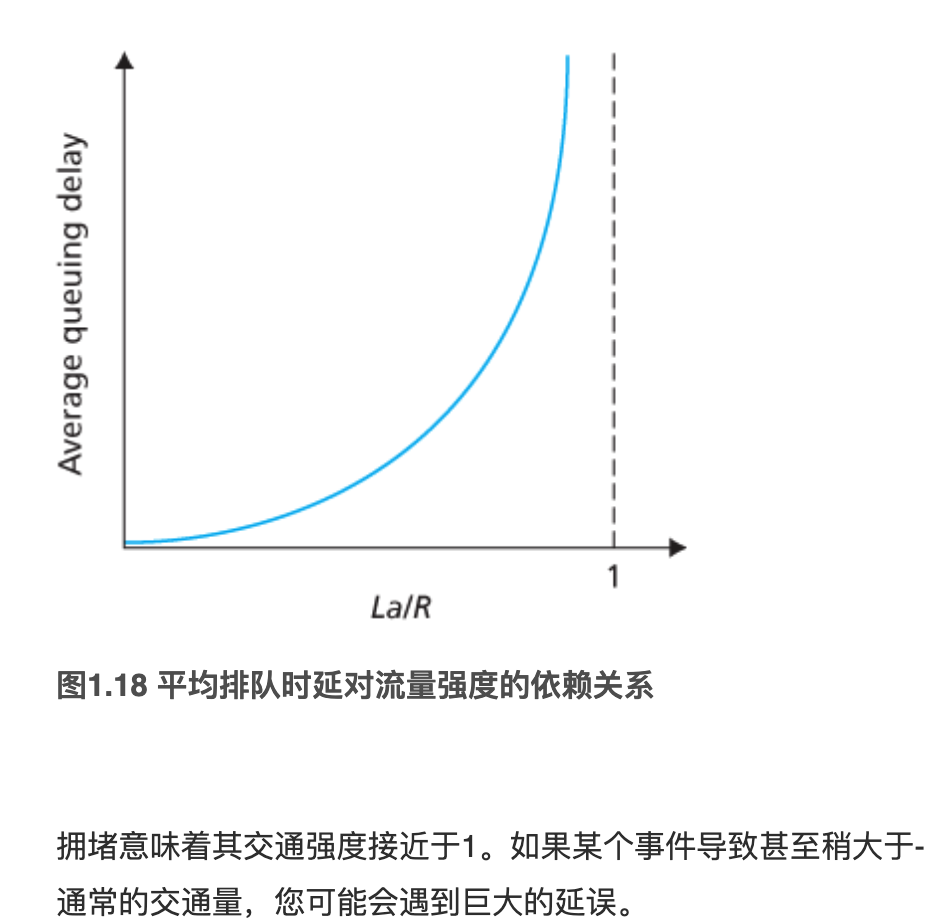 Average queuing delay
1
La/R
图1.18 平均排队时延对流量强度的依赖关系
拥堵意味着其交通强度接近于1。如果某个事件导致甚至稍大于-
通常的交通量，您可能会遇到巨大的延误。